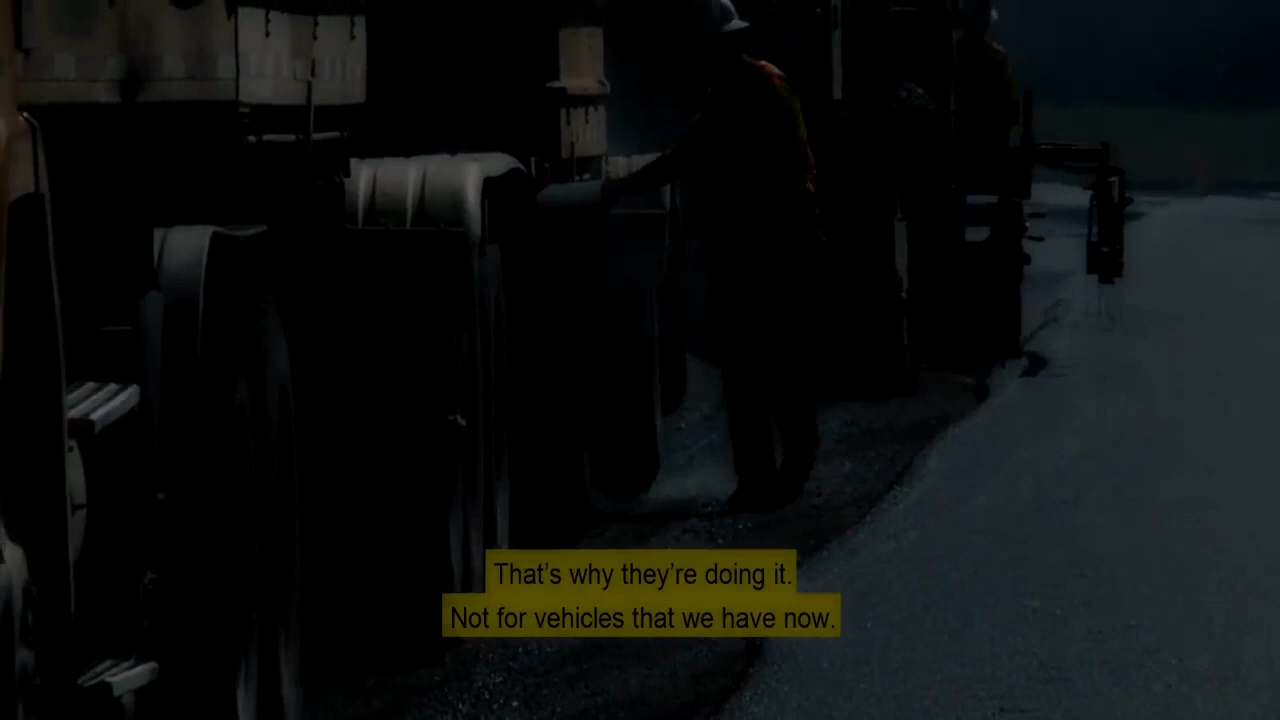 That’s why they’re doing it.
Not for vehicles that we have now.